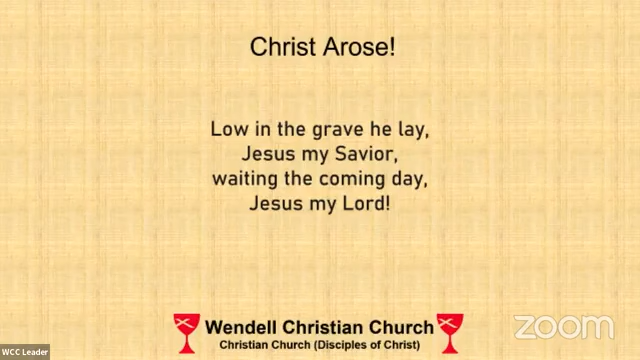 Christ Arose!
Low in the grave he lay,
Jesus my Savior,
waiting the coming day,
Jesus my Lord!
Wendell Christian Church
Christian Church (Disciples of Christ)
zoom
WCC Leader